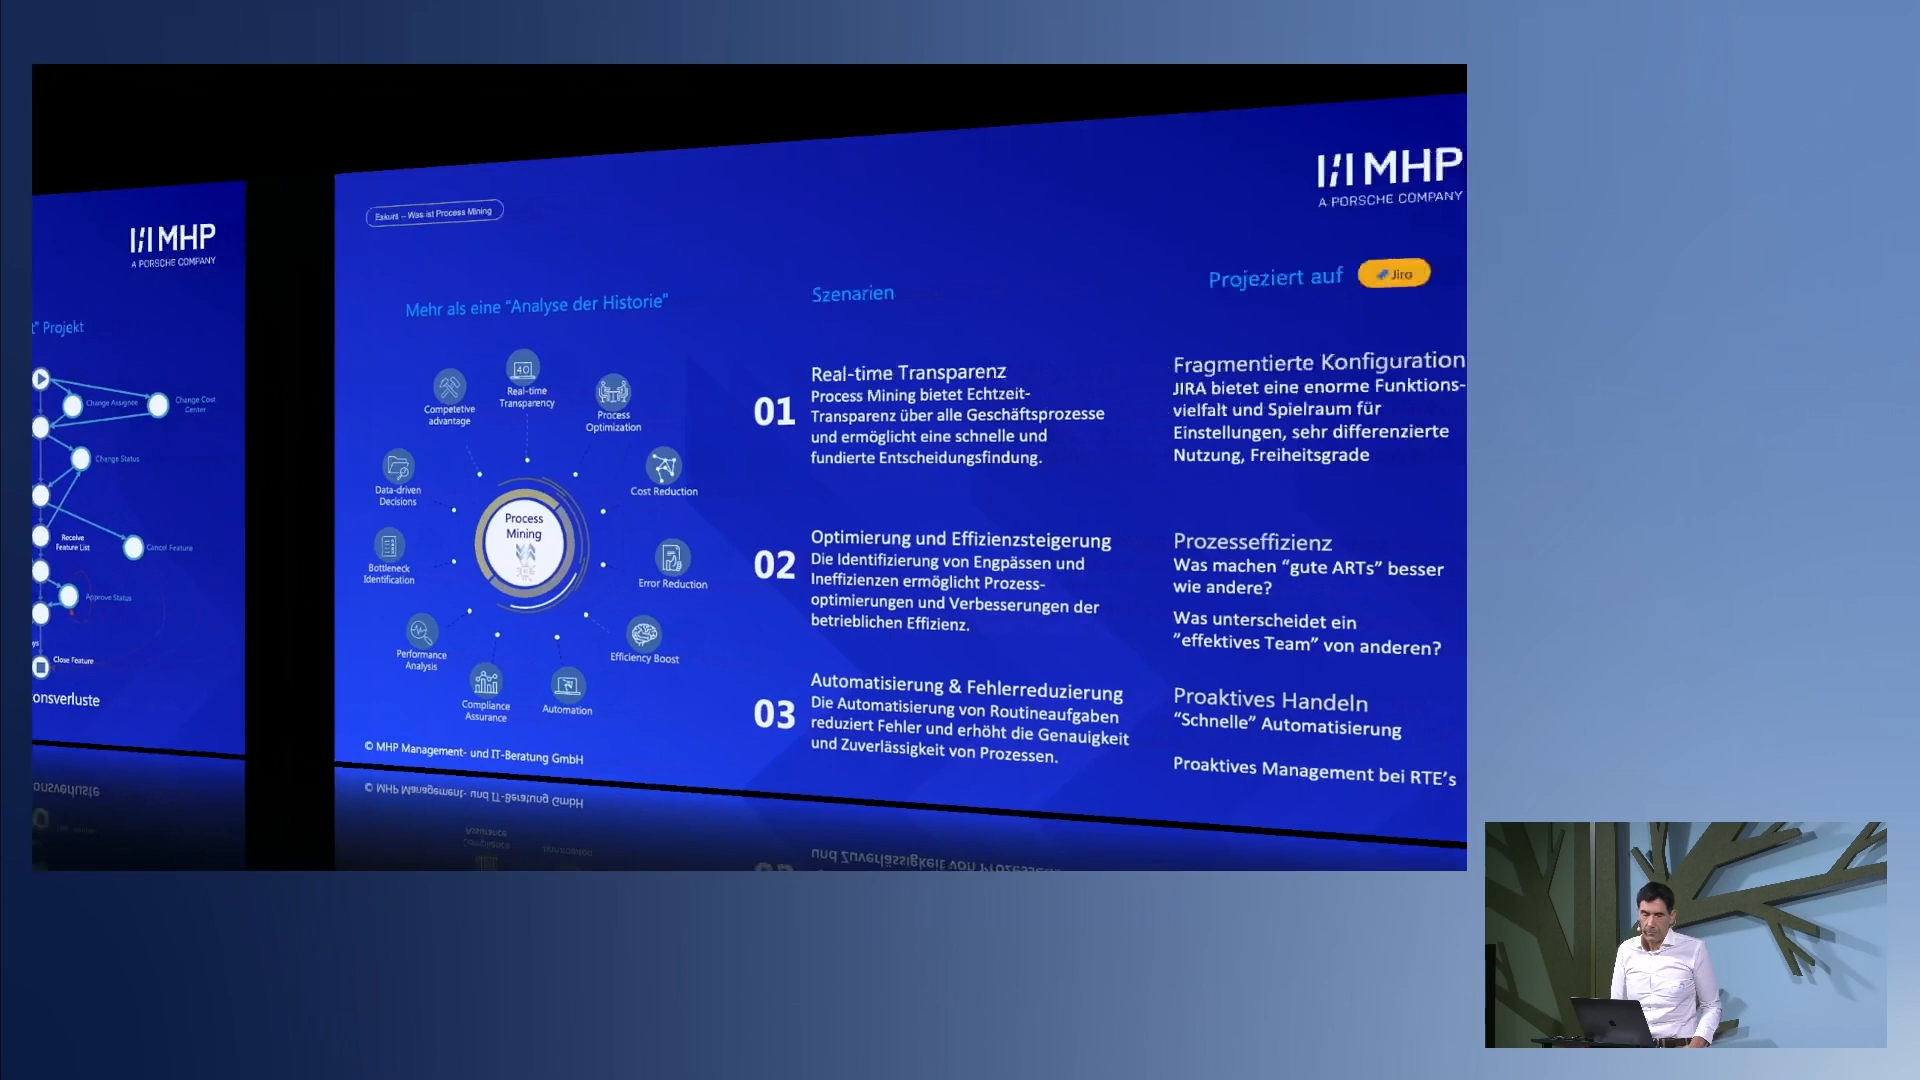 MHP
A PORSCHE COMPANY
t" Projekt
Change Assignee
Change Cost
Center
Change Status
Receive
Feature List
Cancel Feature
Approve Status
ys
Close Feature
onsverluste
Exkurs – Was ist Process Mining
MHP
A PORSCHE COMPANY
Mehr als eine "Analyse der Historie"
Competetive
advantage
Real-time
Transparency
Process
Optimization
Data-driven
Decisions
Cost Reduction
Process
Mining
Bottleneck
Identification
Error Reduction
Performance
Analysis
Efficiency Boost
Compliance
Assurance
Automation
© MHP Management- und IT-Beratung GmbH
Szenarien
01
Real-time Transparenz
Process Mining bietet Echtzeit-
Transparenz über alle Geschäftsprozesse
und ermöglicht eine schnelle und
fundierte Entscheidungsfindung.
02
Optimierung und Effizienzsteigerung
Die Identifizierung von Engpässen und
Ineffizienzen ermöglicht Prozess-
optimierungen und Verbesserungen der
betrieblichen Effizienz.
03
Automatisierung & Fehlerreduzierung
Die Automatisierung von Routineaufgaben
reduziert Fehler und erhöht die Genauigkeit
und Zuverlässigkeit von Prozessen.
Projeziert auf Jira
Fragmentierte Konfiguration
JIRA bietet eine enorme Funktions-
vielfalt und Spielraum für
Einstellungen, sehr differenzierte
Nutzung, Freiheitsgrade
Prozesseffizienz
Was machen "gute ARTs" besser
wie andere?
Was unterscheidet ein
"effektives Team" von anderen?
Proaktives Handeln
"Schnelle" Automatisierung
Proaktives Management bei RTE's